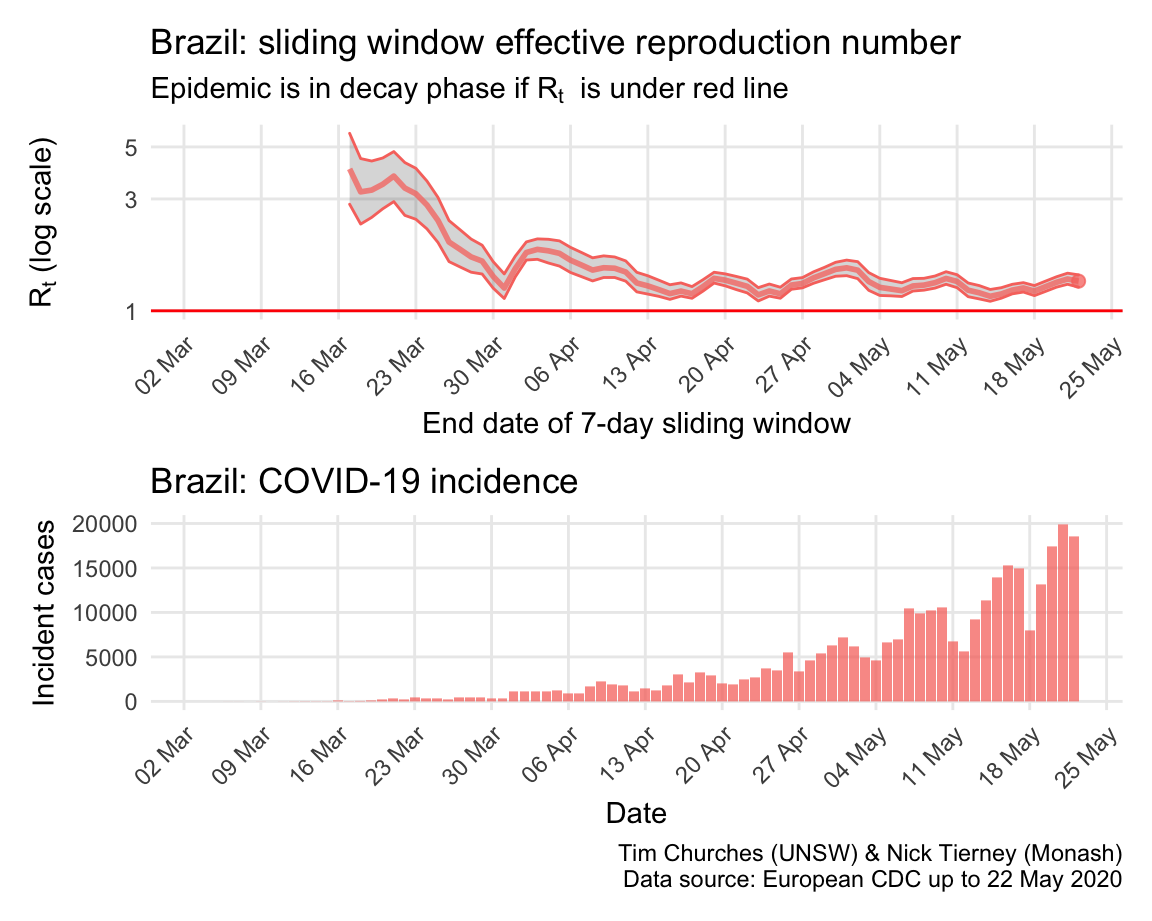 Brazil: sliding window effective reproduction number
Epidemic is in decay phase if Rt is under red line
Rt (log scale)
5
3
1
02 Mar
09 Mar
16 Mar
23 Mar
30 Mar
06 Apr
13 Apr
20 Apr
27 Apr
04 May
11 May
18 May
25 May
End date of 7-day sliding window
Brazil: COVID-19 incidence
Incident cases
20000
15000
10000
5000
0
02 Mar
09 Mar
16 Mar
23 Mar
30 Mar
06 Apr
13 Apr
20 Apr
27 Apr
04 May
11 May
18 May
25 May
Date
Tim Churches (UNSW) & Nick Tierney (Monash)
Data source: European CDC up to 22 May 2020